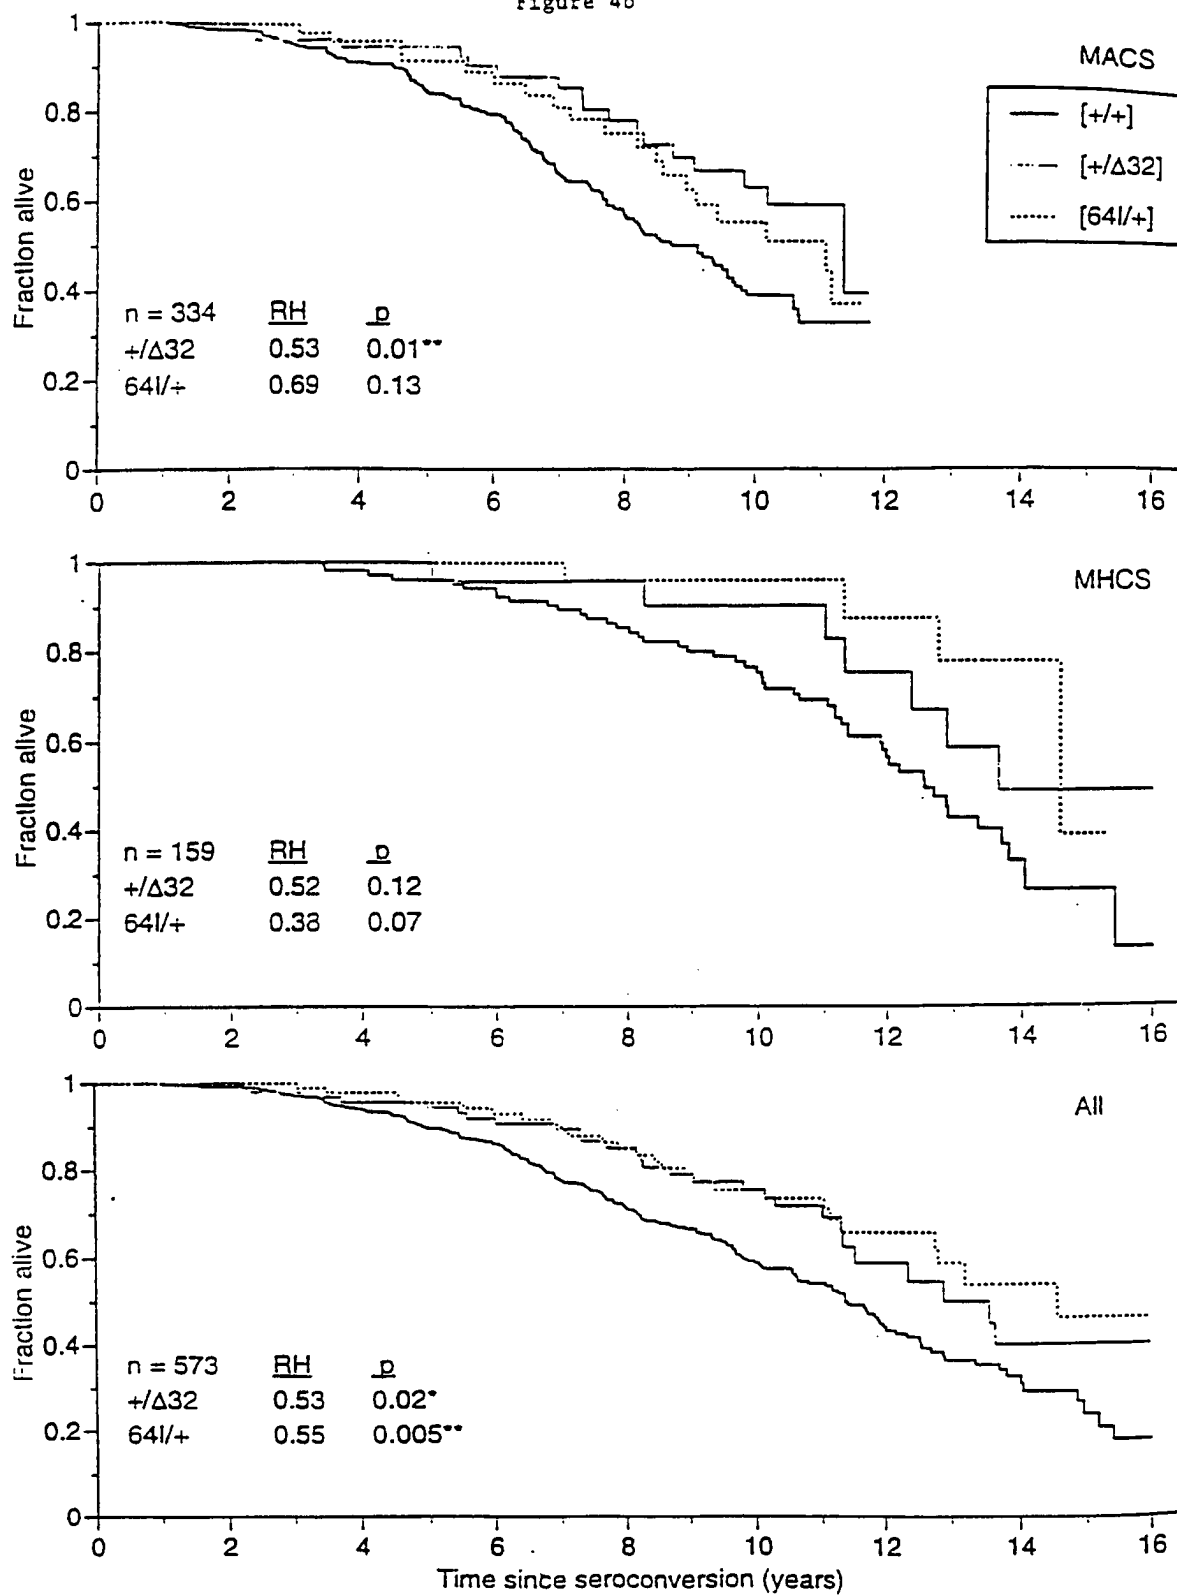 Figure 4b
MACS
[+/+]
[+/Δ32]
[64I/+]
Fraction alive
1
0.8
0.6
0.4
0.2
0
n = 334 RH p
+/Δ32 0.53 0.01**
64I/+ 0.69 0.13
0 2 4 6 8 10 12 14 16
MHCS
Fraction alive
1
0.8
0.6
0.4
0.2
0
n = 159 RH p
+/Δ32 0.52 0.12
64I/+ 0.38 0.07
0 2 4 6 8 10 12 14 16
All
Fraction alive
1
0.8
0.6
0.4
0.2
0
n = 573 RH p
+/Δ32 0.53 0.02*
64I/+ 0.55 0.005**
0 2 4 6 8 10 12 14 16
Time since seroconversion (years)